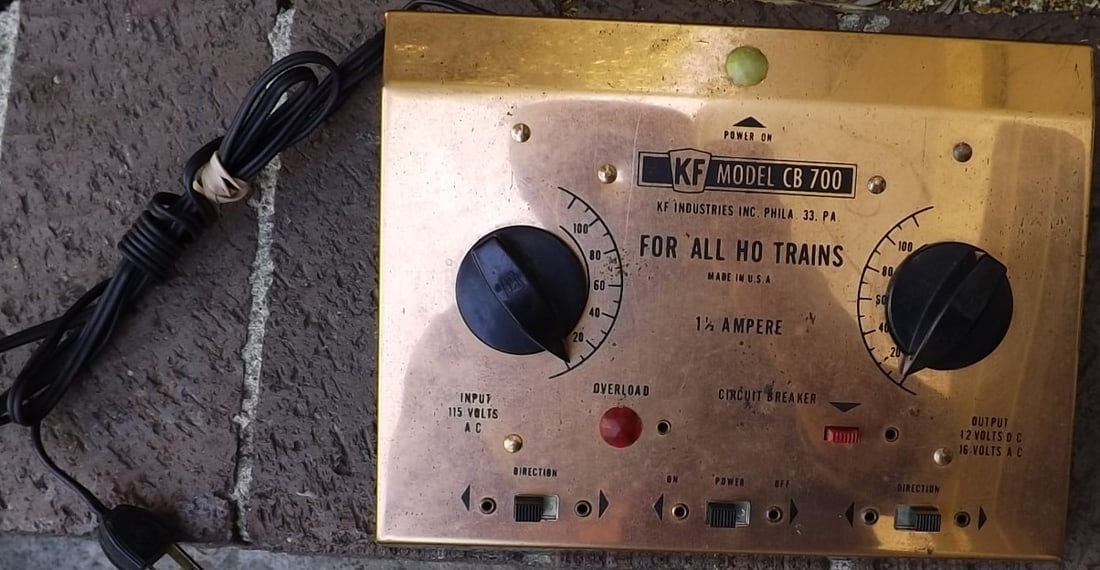 POWER ON
KF MODEL CB 700
KF INDUSTRIES INC. PHILA. 33. PA.
FOR ALL HO TRAINS
MADE IN U.S.A
1½ AMPERE
100
80
60
40
20
100
80
60
40
20
INPUT
115 VOLTS
A C
OVERLOAD
CIRCUIT BREAKER
OUTPUT
12 VOLTS D C
16 VOLTS A C
DIRECTION
ON POWER OFF
DIRECTION